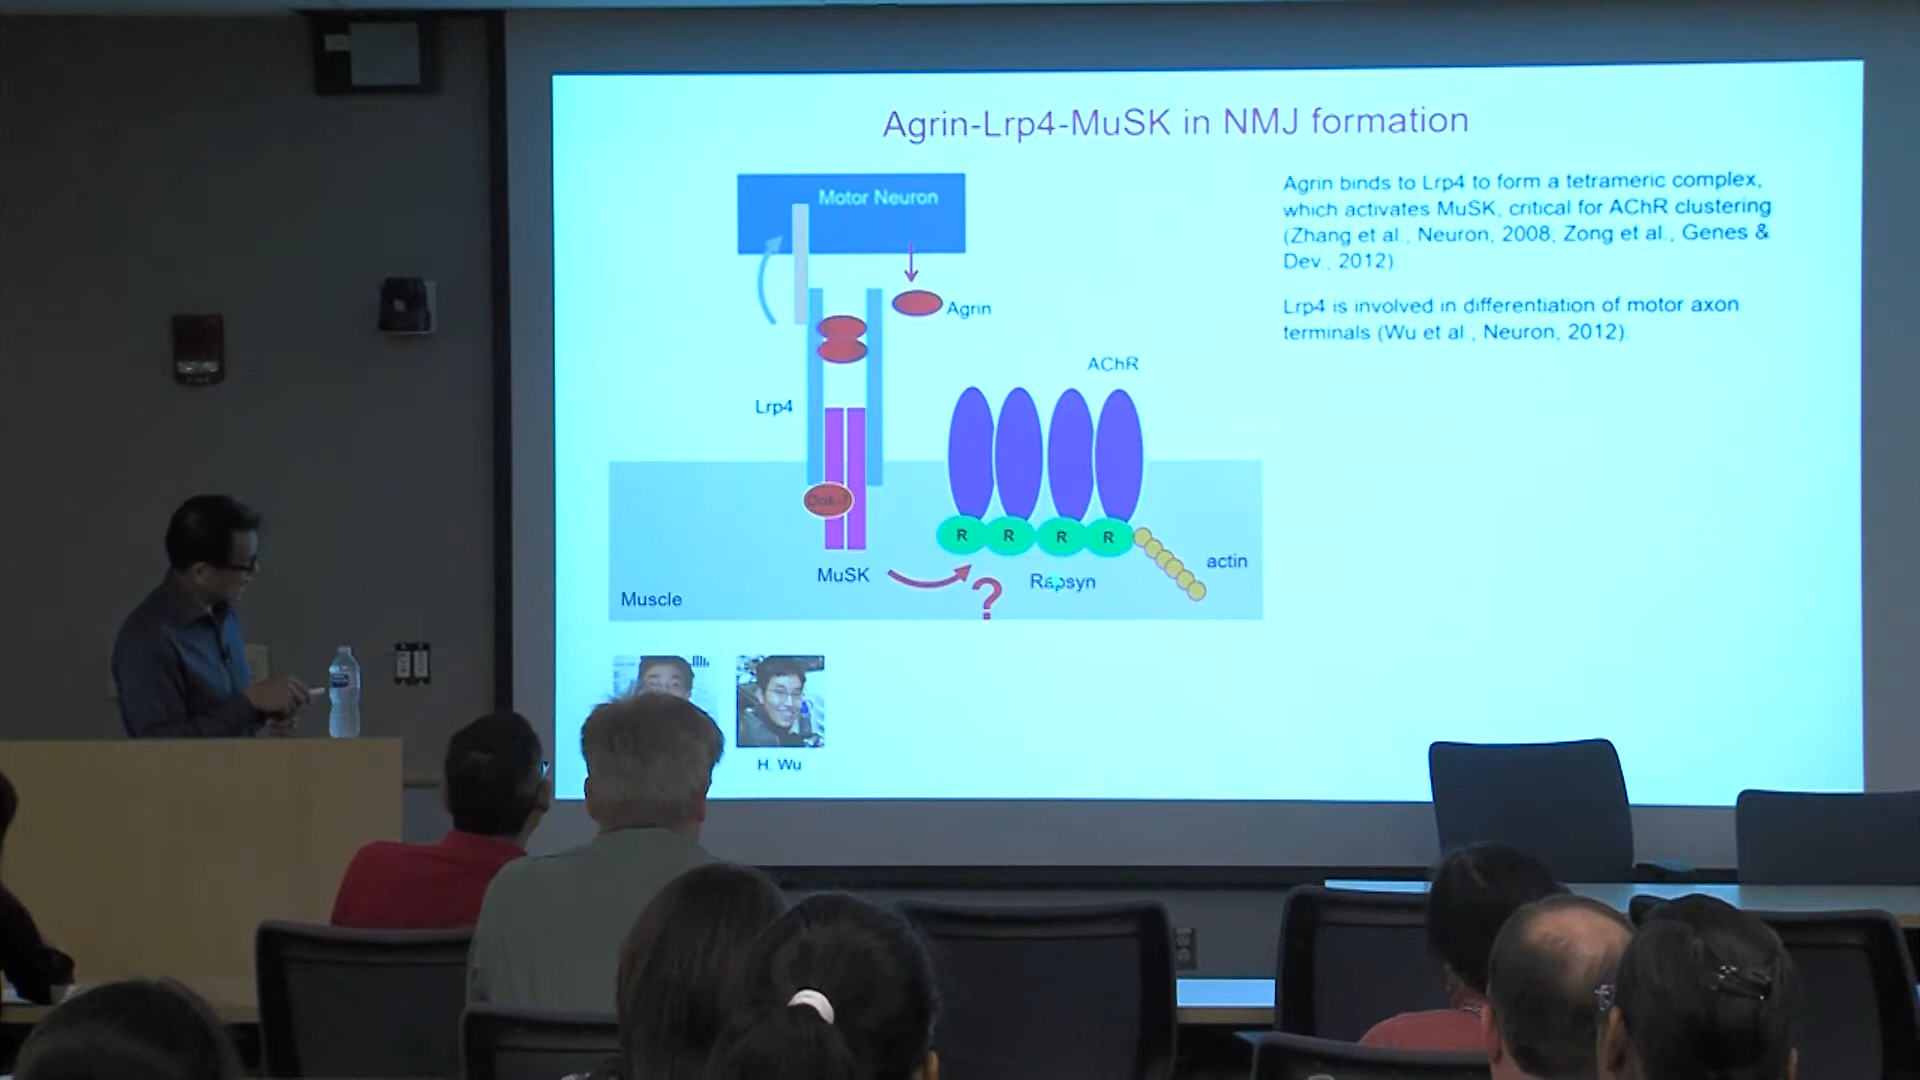 Agrin-Lrp4-MuSK in NMJ formation
Motor Neuron
Agrin binds to Lrp4 to form a tetrameric complex,
which activates MuSK, critical for AChR clustering
(Zhang et al., Neuron, 2008; Zong et al., Genes &
Dev., 2012)
Lrp4 is involved in differentiation of motor axon
terminals (Wu et al., Neuron, 2012).
Agrin
AChR
Lrp4
Dok-7
R R R R
actin
MuSK
Rapsyn
?
Muscle
H. Wu